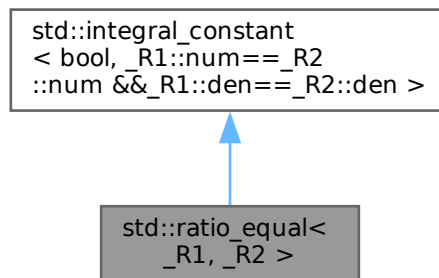 std::integral_constant
< bool, _R1::num==_R2
::num &&_R1::den==_R2::den >
std::ratio_equal<
_R1, _R2 >